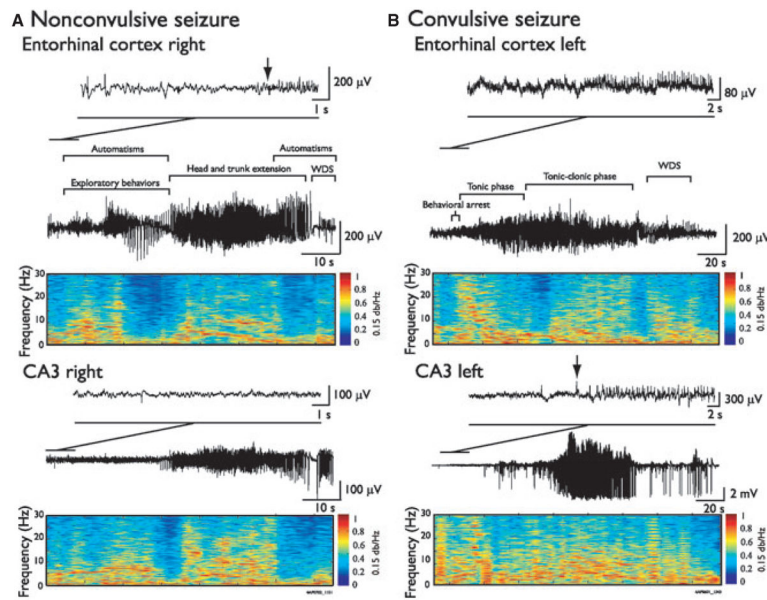 A Nonconvulsive seizure
Entorhinal cortex right
200 µV
1 s
Automatisms
Automatisms
Exploratory behaviors
Head and trunk extension
WDS
200 µV
10 s
Frequency (Hz)
30
20
10
0
1
0.8
0.6
0.4
0.2
0
0.15 db/Hz
CA3 right
100 µV
1 s
100 µV
10 s
Frequency (Hz)
30
20
10
0
1
0.8
0.6
0.4
0.2
0
0.15 db/Hz
B Convulsive seizure
Entorhinal cortex left
80 µV
2 s
WDS
Tonic phase
Tonic-clonic phase
Behavioral arrest
200 µV
20 s
Frequency (Hz)
30
20
10
0
1
0.8
0.6
0.4
0.2
0
0.15 db/Hz
CA3 left
300 µV
2 s
2 mV
20 s
Frequency (Hz)
30
20
10
0
1
0.8
0.6
0.4
0.2
0
0.15 db/Hz